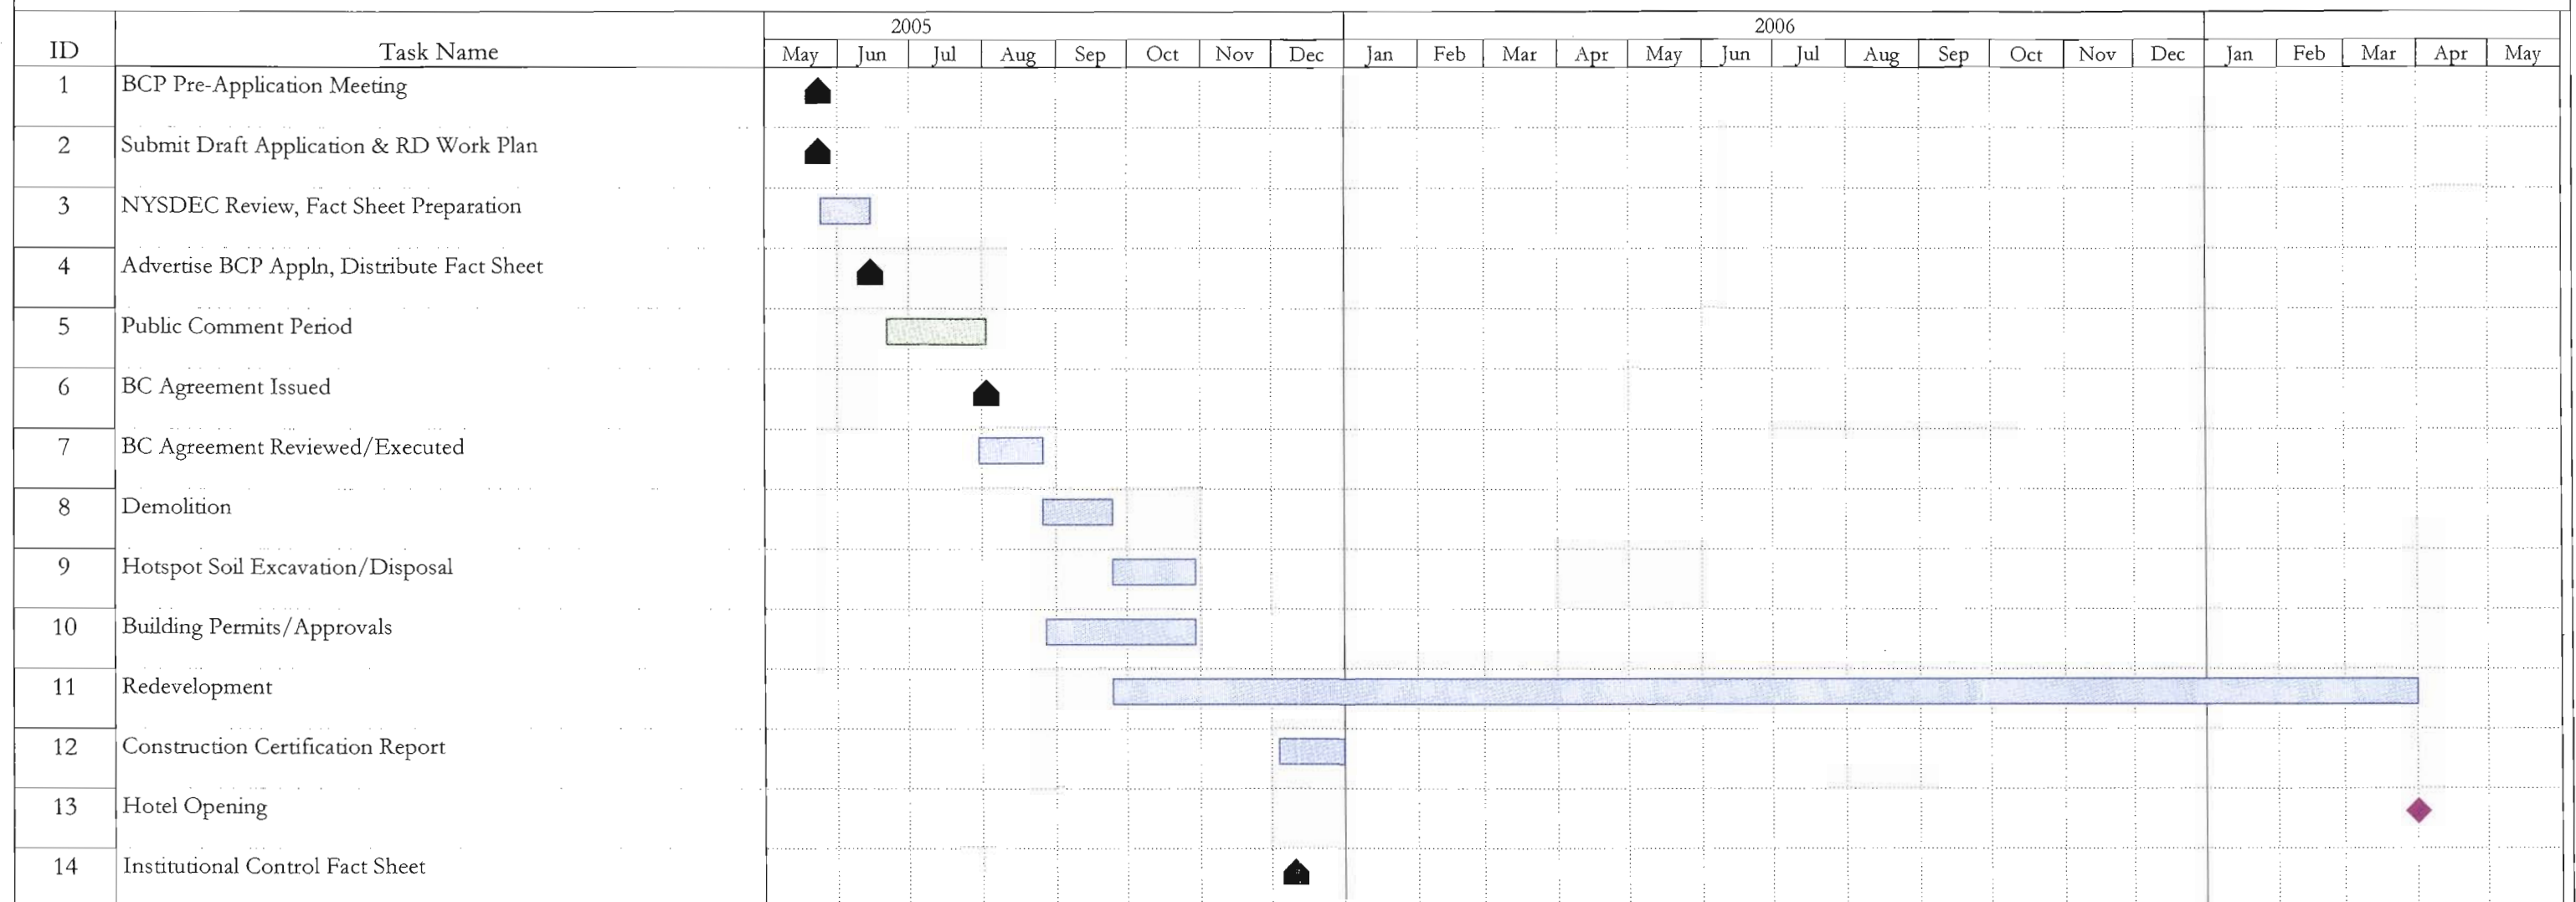 2005 2006
ID Task Name May Jun Jul Aug Sep Oct Nov Dec Jan Feb Mar Apr May Jun Jul Aug Sep Oct Nov Dec Jan Feb Mar Apr May
1 BCP Pre-Application Meeting
2 Submit Draft Application & RD Work Plan
3 NYSDEC Review, Fact Sheet Preparation
4 Advertise BCP Appln, Distribute Fact Sheet
5 Public Comment Period
6 BC Agreement Issued
7 BC Agreement Reviewed/Executed
8 Demolition
9 Hotspot Soil Excavation/Disposal
10 Building Permits/Approvals
11 Redevelopment
12 Construction Certification Report
13 Hotel Opening
14 Institutional Control Fact Sheet